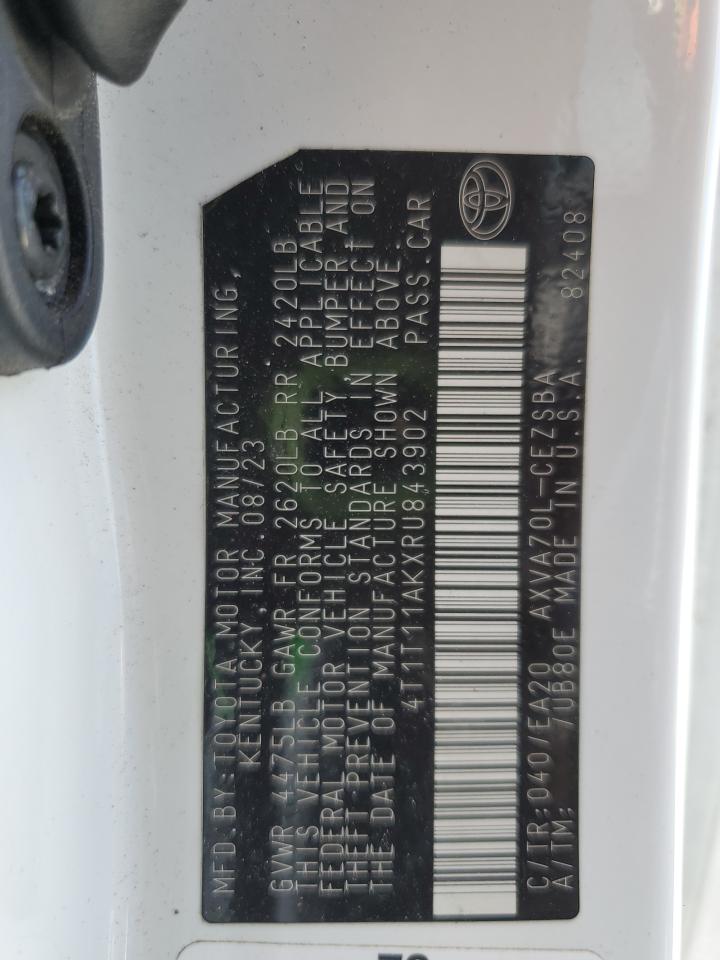 MFD.BY:TOYOTA MOTOR MANUFACTURING,
KENTUCKY,INC.08/23
GVWR 4475LB GAWR FR 2620LB RR 2420LB
THIS VEHICLE CONFORMS TO ALL APPLICABLE
FEDERAL MOTOR VEHICLE SAFETY, BUMPER AND
THEFT PREVENTION STANDARDS IN EFFECT ON
THE DATE OF MANUFACTURE SHOWN ABOVE.
4T1T11AKXRU843902 PASS.CAR
C/TR:040/EA20 AXVA70L-CEZSBA
A/TM: /UB80E MADE IN U.S.A. 82408